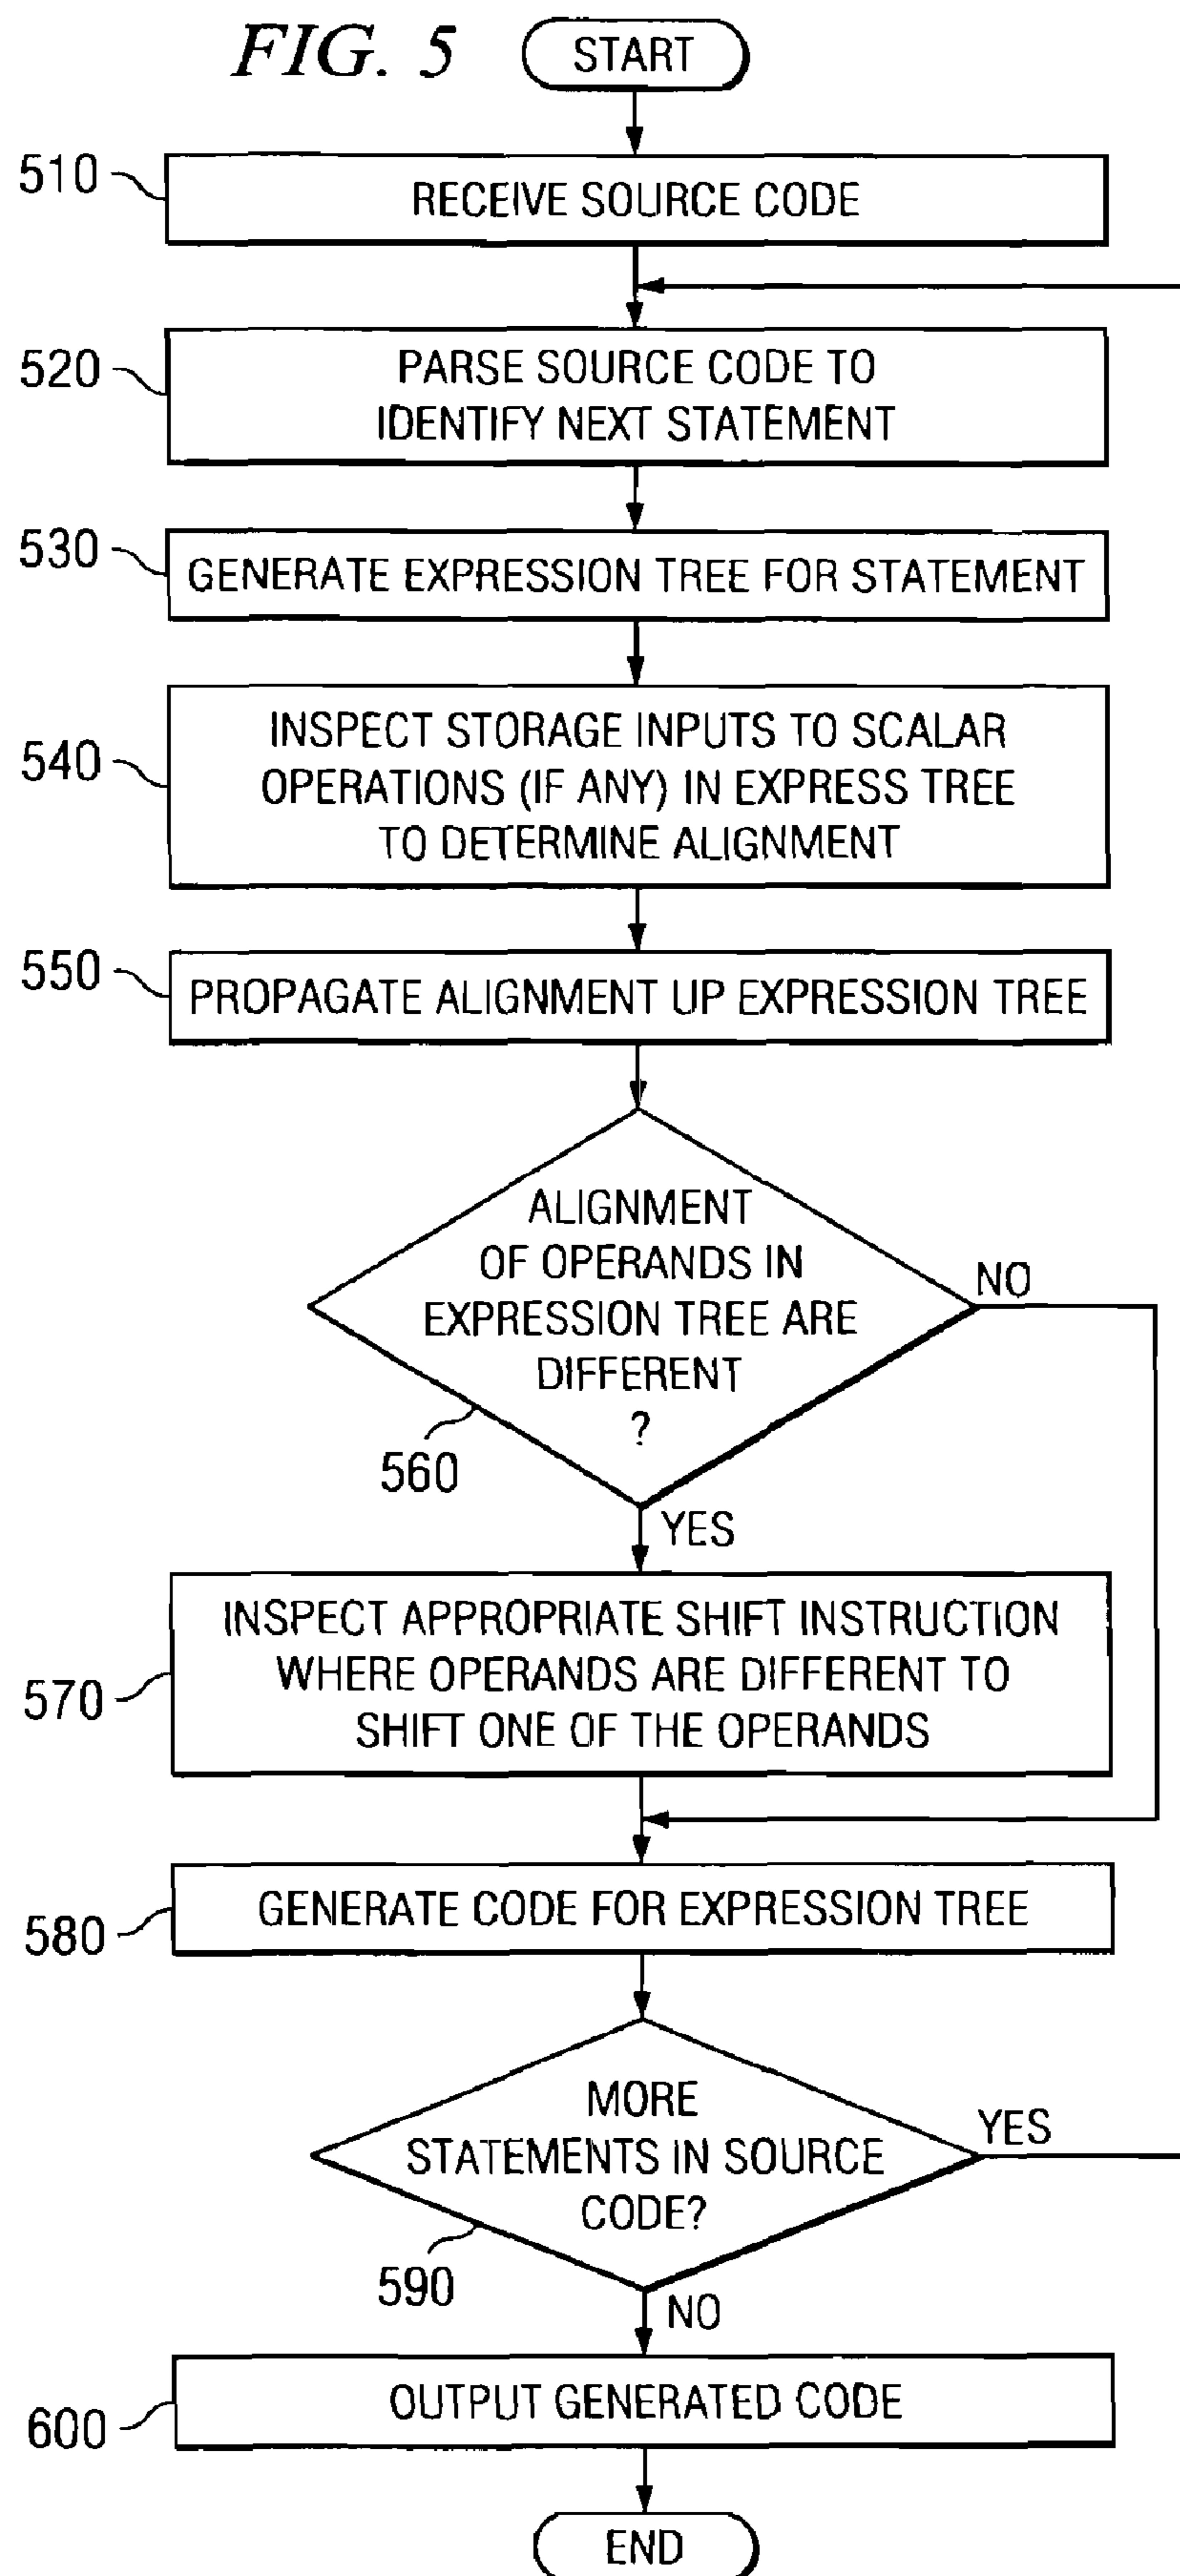 FIG. 5
START
510
RECEIVE SOURCE CODE
520
PARSE SOURCE CODE TO
IDENTIFY NEXT STATEMENT
530
GENERATE EXPRESSION TREE FOR STATEMENT
540
INSPECT STORAGE INPUTS TO SCALAR
OPERATIONS (IF ANY) IN EXPRESS TREE
TO DETERMINE ALIGNMENT
550
PROPAGATE ALIGNMENT UP EXPRESSION TREE
ALIGNMENT
OF OPERANDS IN
EXPRESSION TREE ARE
DIFFERENT
?
NO
560
YES
570
INSPECT APPROPRIATE SHIFT INSTRUCTION
WHERE OPERANDS ARE DIFFERENT TO
SHIFT ONE OF THE OPERANDS
580
GENERATE CODE FOR EXPRESSION TREE
MORE
STATEMENTS IN SOURCE
CODE?
YES
590
NO
600
OUTPUT GENERATED CODE
END